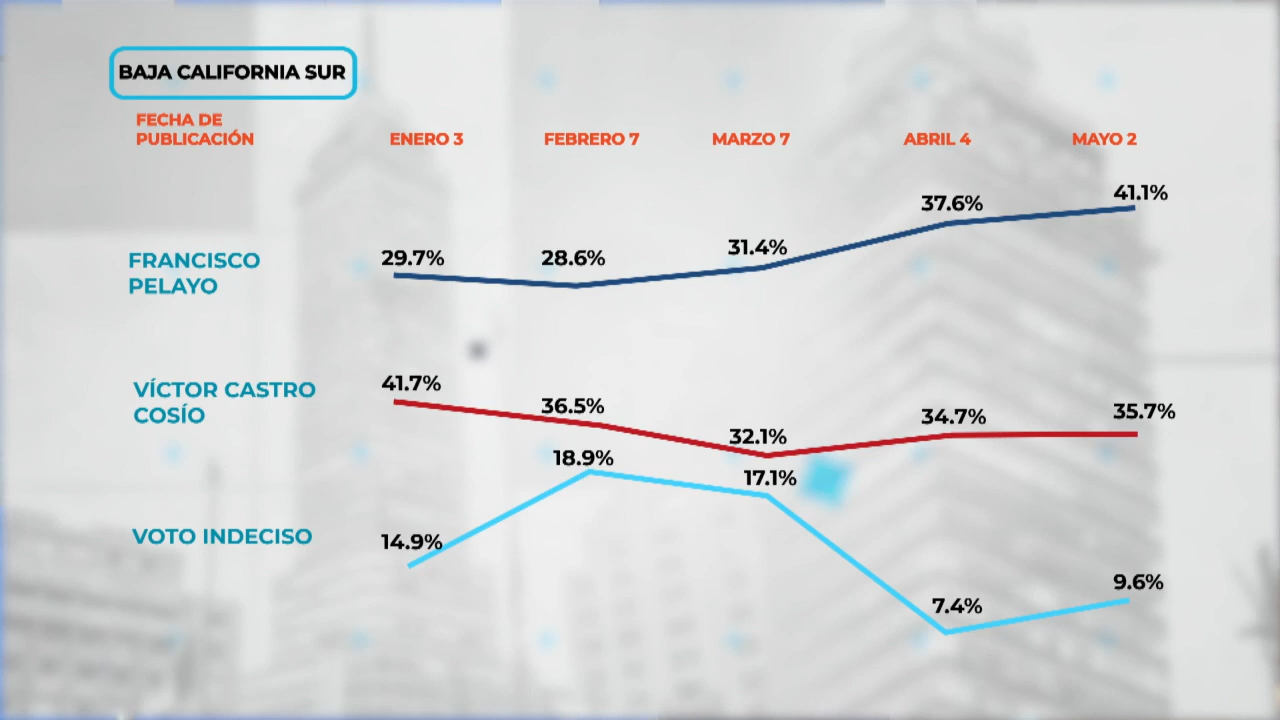 BAJA CALIFORNIA SUR
FECHA DE
PUBLICACIÓN
ENERO 3
FEBRERO 7
MARZO 7
ABRIL 4
MAYO 2
FRANCISCO
PELAYO
29.7%
28.6%
31.4%
37.6%
41.1%
VÍCTOR CASTRO
COSÍO
41.7%
36.5%
32.1%
34.7%
35.7%
VOTO INDECISO
14.9%
18.9%
17.1%
7.4%
9.6%